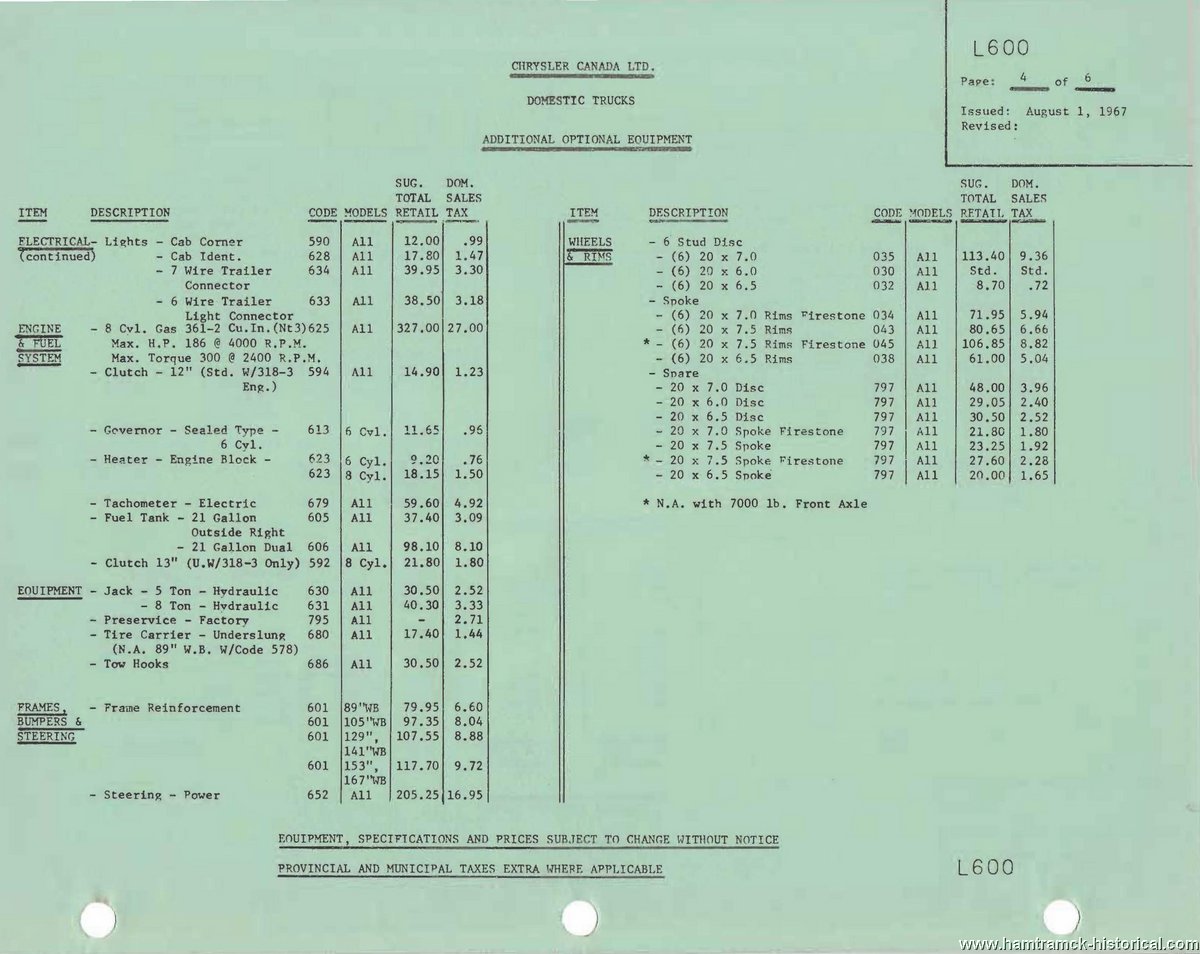 L600
Page: 4 of 6
Issued: August 1, 1967
Revised:
CHRYSLER CANADA LTD.
DOMESTIC TRUCKS
ADDITIONAL OPTIONAL EQUIPMENT
SUG. DOM.
TOTAL SALES
ITEM DESCRIPTION CODE MODELS RETAIL TAX
ELECTRICAL- Lights - Cab Corner 590 All 12.00 .99
(continued) - Cab Ident. 628 All 17.80 1.47
- 7 Wire Trailer 634 All 39.95 3.30
Connector
- 6 Wire Trailer 633 All 38.50 3.18
Light Connector
ENGINE - 8 Cyl. Gas 361-2 Cu.In.(Nt3)625 All 327.00 27.00
& FUEL Max. H.P. 186 @ 4000 R.P.M.
SYSTEM Max. Torque 300 @ 2400 R.P.M.
- Clutch - 12" (Std. W/318-3 594 All 14.90 1.23
Eng.)
- Governor - Sealed Type - 613 6 Cyl. 11.65 .96
6 Cyl.
- Heater - Engine Block - 623 6 Cyl. 9.20 .76
623 8 Cyl. 18.15 1.50
- Tachometer - Electric 679 All 59.60 4.92
- Fuel Tank - 21 Gallon 605 All 37.40 3.09
Outside Right
- 21 Gallon Dual 606 All 98.10 8.10
- Clutch 13" (U.W/318-3 Only) 592 8 Cyl. 21.80 1.80
EQUIPMENT - Jack - 5 Ton - Hydraulic 630 All 30.50 2.52
- 8 Ton - Hydraulic 631 All 40.30 3.33
- Preservice - Factory 795 All - 2.71
- Tire Carrier - Underslung 680 All 17.40 1.44
(N.A. 89" W.B. W/Code 578)
- Tow Hooks 686 All 30.50 2.52
FRAMES, - Frame Reinforcement 601 89"WB 79.95 6.60
BUMPERS & 601 105"WB 97.35 8.04
STEERING 601 129", 107.55 8.88
141"WB
601 153", 117.70 9.72
167"WB
- Steering - Power 652 All 205.25 16.95
SUG. DOM.
TOTAL SALES
ITEM DESCRIPTION CODE MODELS RETAIL TAX
WHEELS - 6 Stud Disc
& RIMS - (6) 20 x 7.0 035 All 113.40 9.36
- (6) 20 x 6.0 030 All Std. Std.
- (6) 20 x 6.5 032 All 8.70 .72
- Spoke
- (6) 20 x 7.0 Rims Firestone 034 All 71.95 5.94
- (6) 20 x 7.5 Rims 043 All 80.65 6.66
* - (6) 20 x 7.5 Rims Firestone 045 All 106.85 8.82
- (6) 20 x 6.5 Rims 038 All 61.00 5.04
- Spare
- 20 x 7.0 Disc 797 All 48.00 3.96
- 20 x 6.0 Disc 797 All 29.05 2.40
- 20 x 6.5 Disc 797 All 30.50 2.52
- 20 x 7.0 Spoke Firestone 797 All 21.80 1.80
- 20 x 7.5 Spoke 797 All 23.25 1.92
* - 20 x 7.5 Spoke Firestone 797 All 27.60 2.28
- 20 x 6.5 Spoke 797 All 20.00 1.65
* N.A. with 7000 lb. Front Axle
EQUIPMENT, SPECIFICATIONS AND PRICES SUBJECT TO CHANGE WITHOUT NOTICE
PROVINCIAL AND MUNICIPAL TAXES EXTRA WHERE APPLICABLE
L600
www.hamtramck-historical.com